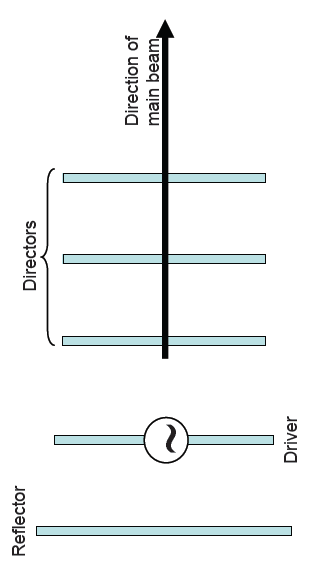 Direction of
main beam
Directors
Driver
Reflector